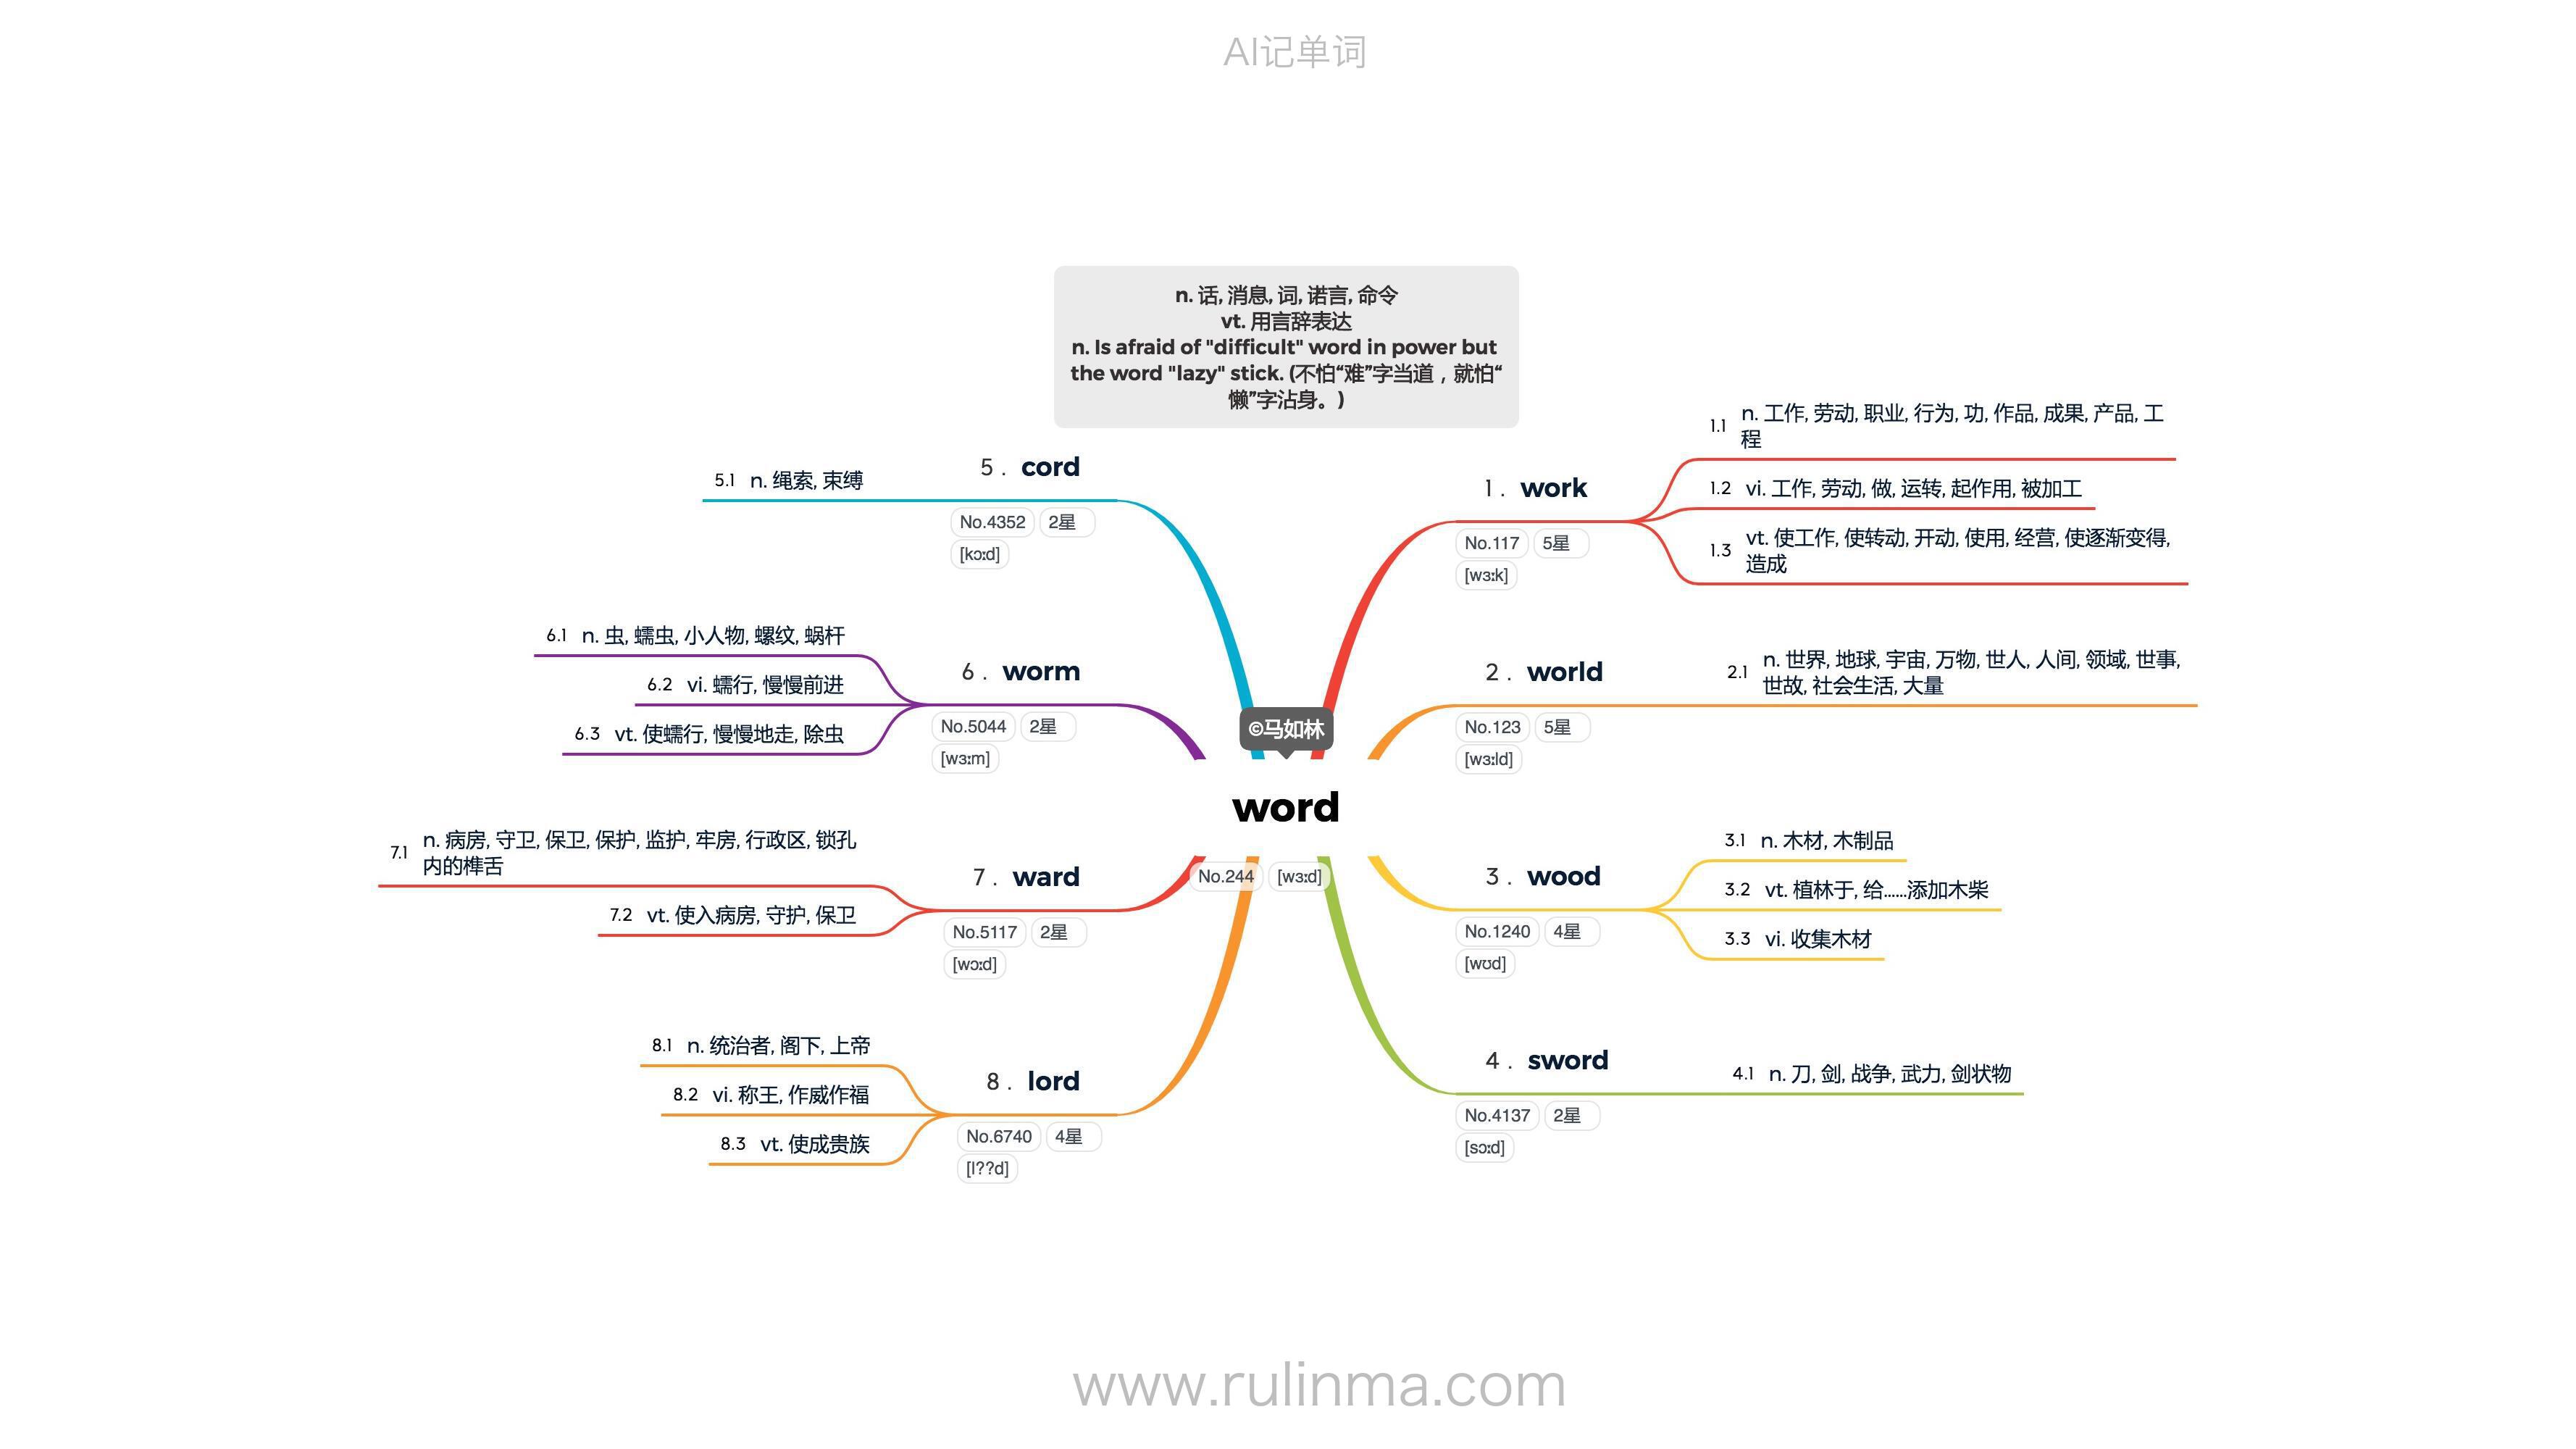 AI记单词
n. 话, 消息, 词, 诺言, 命令
vt. 用言辞表达
n. Is afraid of "difficult" word in power but
the word "lazy" stick. (不怕“难”字当道，就怕“
懒”字沾身。)
©马如林
word
No.244 [wɜːd]
1 . work
No.117 5星
[wɜːk]
1.1 n. 工作, 劳动, 职业, 行为, 功, 作品, 成果, 产品, 工
程
1.2 vi. 工作, 劳动, 做, 运转, 起作用, 被加工
1.3 vt. 使工作, 使转动, 开动, 使用, 经营, 使逐渐变得,
造成
2 . world
No.123 5星
[wɜːld]
2.1 n. 世界, 地球, 宇宙, 万物, 世人, 人间, 领域, 世事,
世故, 社会生活, 大量
3 . wood
No.1240 4星
[wʊd]
3.1 n. 木材, 木制品
3.2 vt. 植林于, 给……添加木柴
3.3 vi. 收集木材
4 . sword
No.4137 2星
[sɔːd]
4.1 n. 刀, 剑, 战争, 武力, 剑状物
5 . cord
No.4352 2星
[kɔːd]
5.1 n. 绳索, 束缚
6 . worm
No.5044 2星
[wɜːm]
6.1 n. 虫, 蠕虫, 小人物, 螺纹, 蜗杆
6.2 vi. 蠕行, 慢慢前进
6.3 vt. 使蠕行, 慢慢地走, 除虫
7 . ward
No.5117 2星
[wɔːd]
7.1 n. 病房, 守卫, 保卫, 保护, 监护, 牢房, 行政区, 锁孔
内的榫舌
7.2 vt. 使入病房, 守护, 保卫
8 . lord
No.6740 4星
[l??d]
8.1 n. 统治者, 阁下, 上帝
8.2 vi. 称王, 作威作福
8.3 vt. 使成贵族
www.rulinma.com